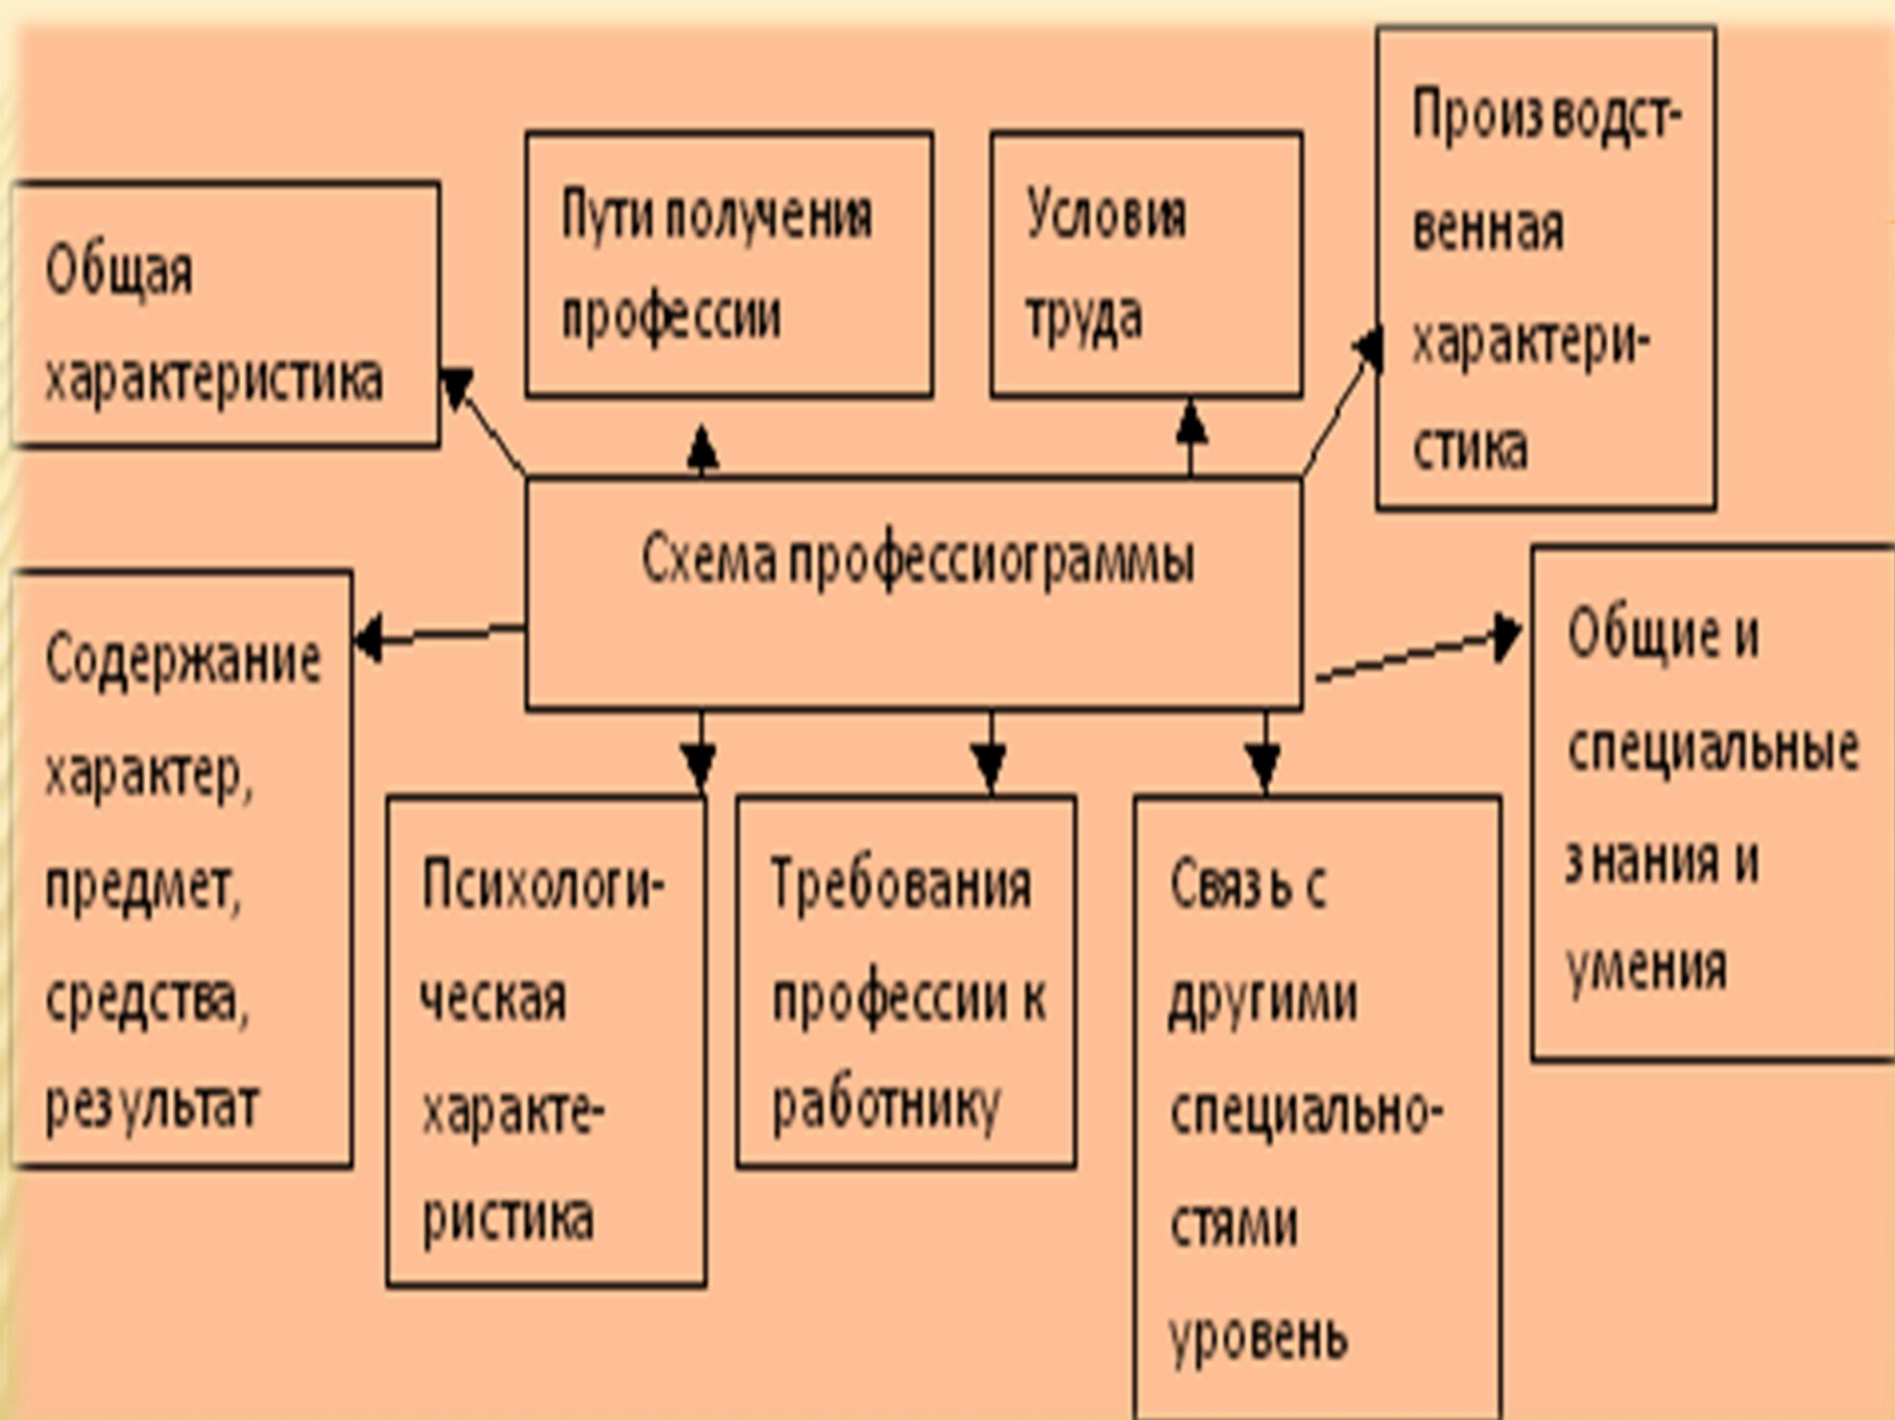 Общая
характеристика
Пути получения
профессии
Условия
труда
Производст-
венная
характери-
стика
Схема профессиограммы
Содержание
характер,
предмет,
средства,
результат
Общие и
специальные
знания и
умения
Психологи-
ческая
характе-
ристика
Требования
профессии к
работнику
Связь с
другими
специально-
стями
уровень